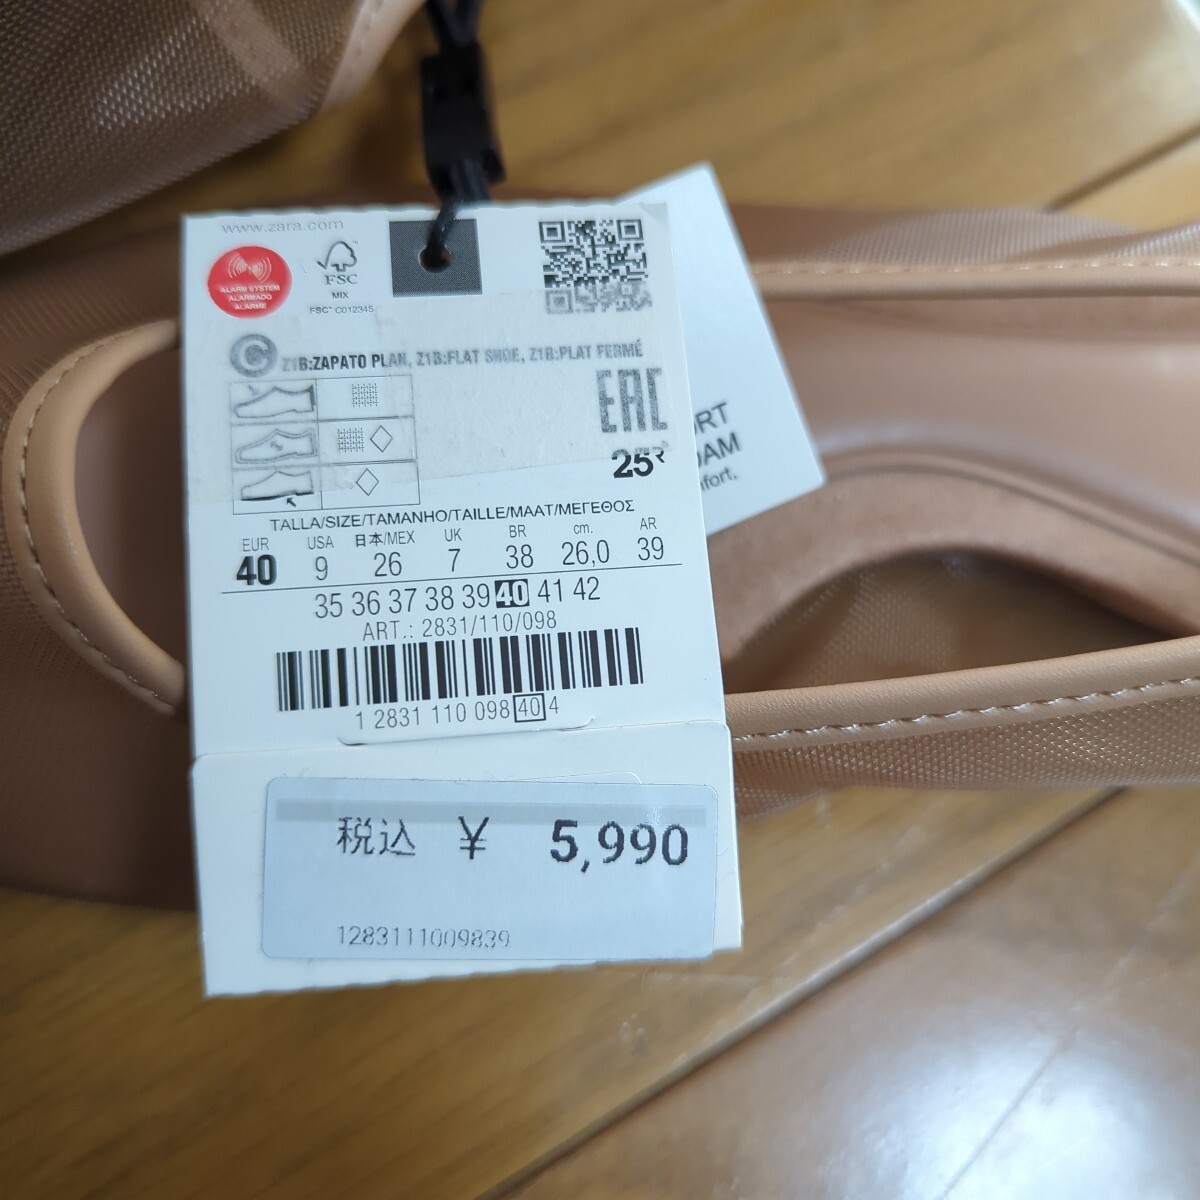 www.zara.com
ALARM SYSTEM
ALARMADO
ALARME
FSC
MIX
FSC™ C012345
Z1B:ZAPATO PLAN, Z1B:FLAT SHOE, Z1B:PLAT FERMÉ
EAC
25
TALLA/SIZE/TAMANHO/TAILLE/MAAT/ΜΕΓΕΘΟΣ
EUR USA 日本/MEX UK BR cm. AR
40 9 26 7 38 26,0 39
35 36 37 38 39 40 41 42
ART.: 2831/110/098
1 2831 110 098 40 4
税込 ¥ 5,990
1283111009839